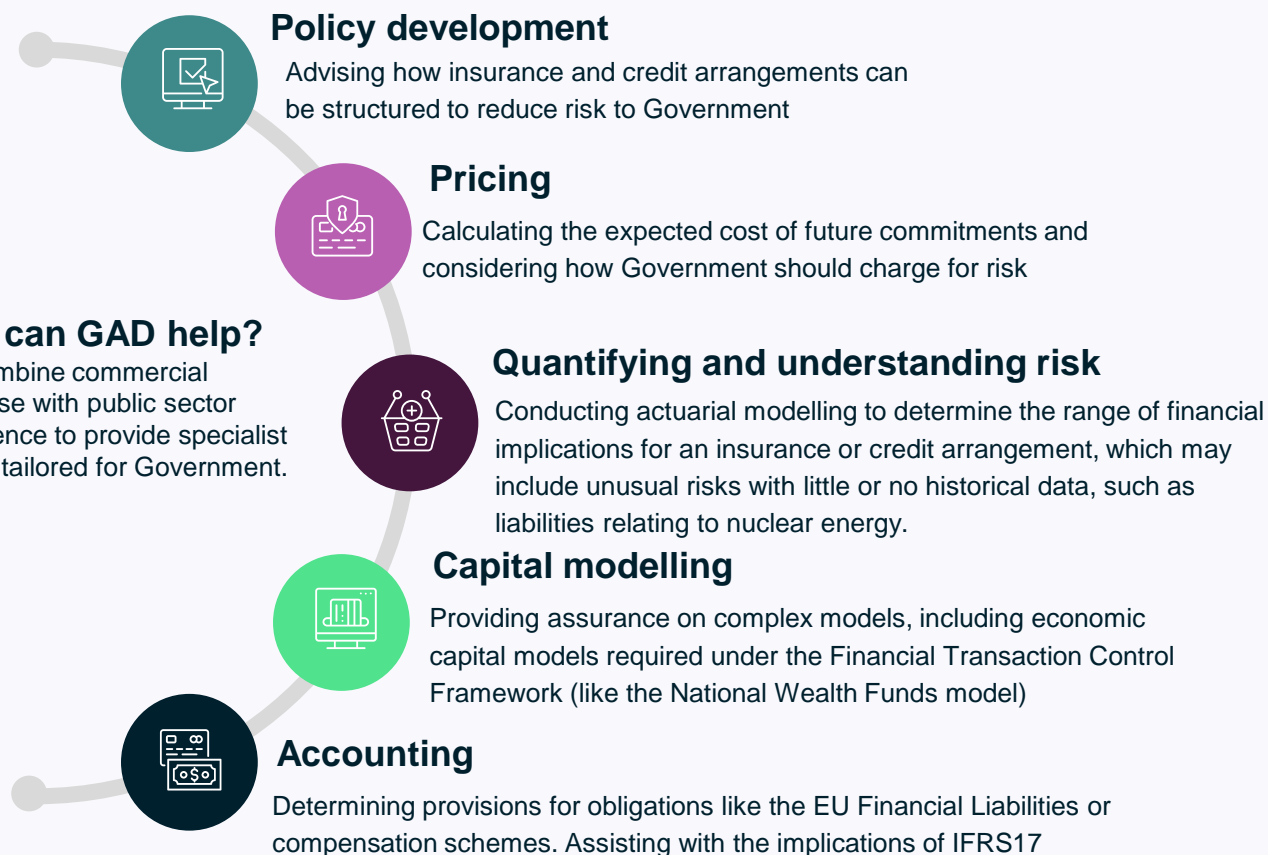 Policy development
Advising how insurance and credit arrangements can
be structured to reduce risk to Government
Pricing
Calculating the expected cost of future commitments and
considering how Government should charge for risk
can GAD help?
commercial
with public sector
to provide specialist
tailored for Government.
Quantifying and understanding risk
Conducting actuarial modelling to determine the range of financial
implications for an insurance or credit arrangement, which may
include unusual risks with little or no historical data, such as
liabilities relating to nuclear energy.
Capital modelling
Providing assurance on complex models, including economic
capital models required under the Financial Transaction Control
Framework (like the National Wealth Funds model)
Accounting
Determining provisions for obligations like the EU Financial Liabilities or
compensation schemes. Assisting with the implications of IFRS17